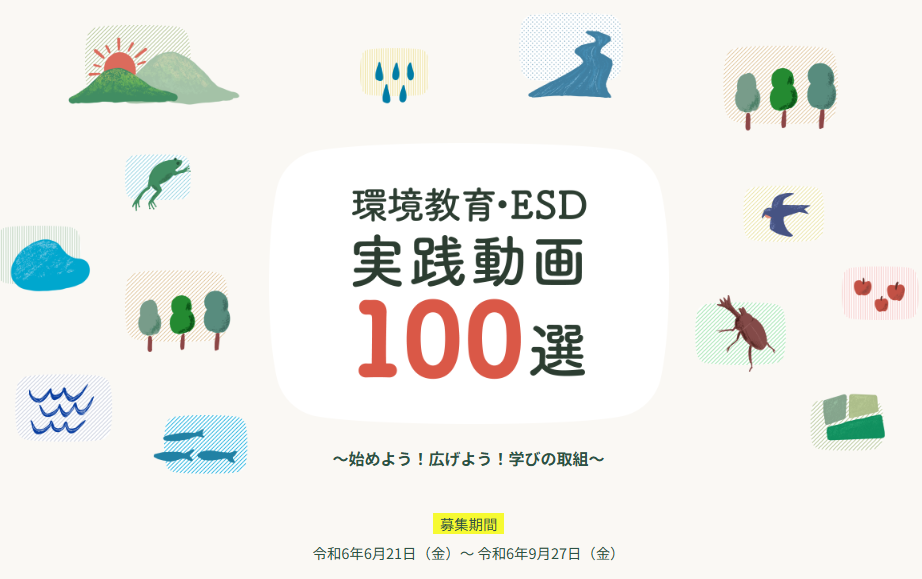 環境教育・ESD
実践動画
100選
～始めよう！広げよう！学びの取組～
募集期間
令和6年6月21日（金）～ 令和6年9月27日（金）